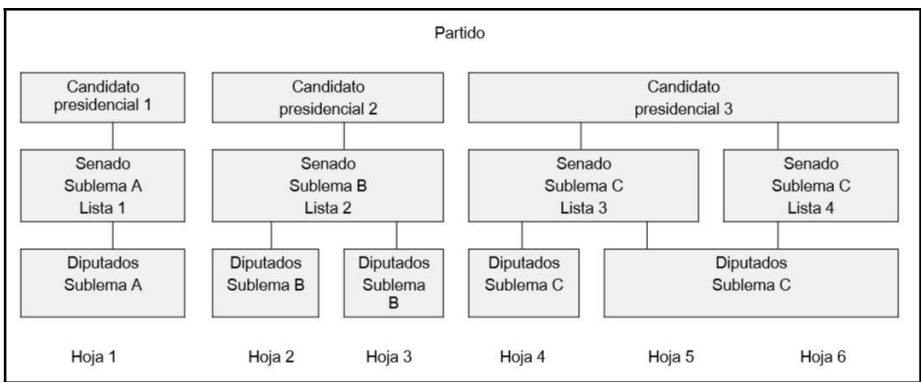 Partido
Candidato
presidencial 1
Candidato
presidencial 2
Candidato
presidencial 3
Senado
Sublema A
Lista 1
Senado
Sublema B
Lista 2
Senado
Sublema C
Lista 3
Senado
Sublema C
Lista 4
Diputados
Sublema A
Diputados
Sublema B
Diputados
Sublema
B
Diputados
Sublema C
Diputados
Sublema C
Hoja 1
Hoja 2
Hoja 3
Hoja 4
Hoja 5
Hoja 6